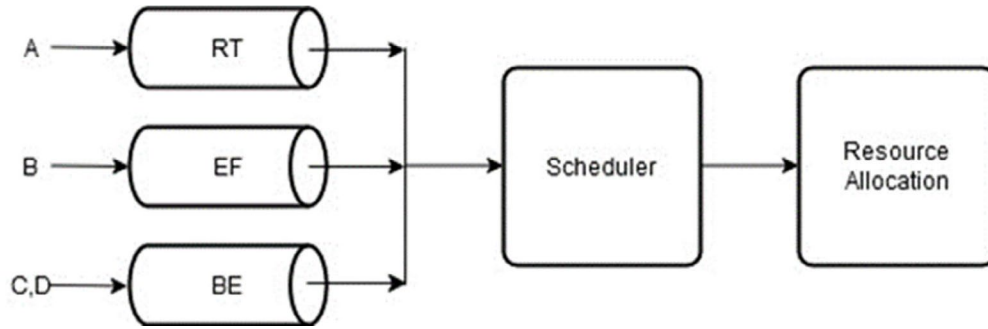 A
RT
B
EF
C,D
BE
Scheduler
Resource
Allocation